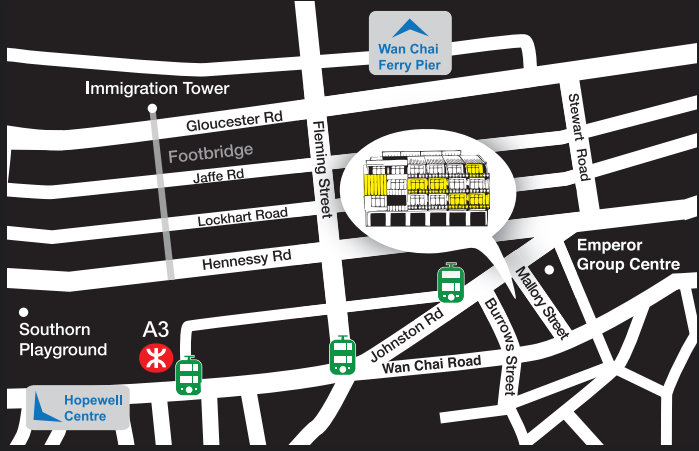 Wan Chai
Ferry Pier
Immigration Tower
Gloucester Rd
Fleming Street
Stewart Road
Footbridge
Jaffe Rd
Lockhart Road
Hennessy Rd
Emperor
Group Centre
Mallory Street
Southorn
Playground
A3
Johnston Rd
Burrows Street
Wan Chai Road
Hopewell
Centre